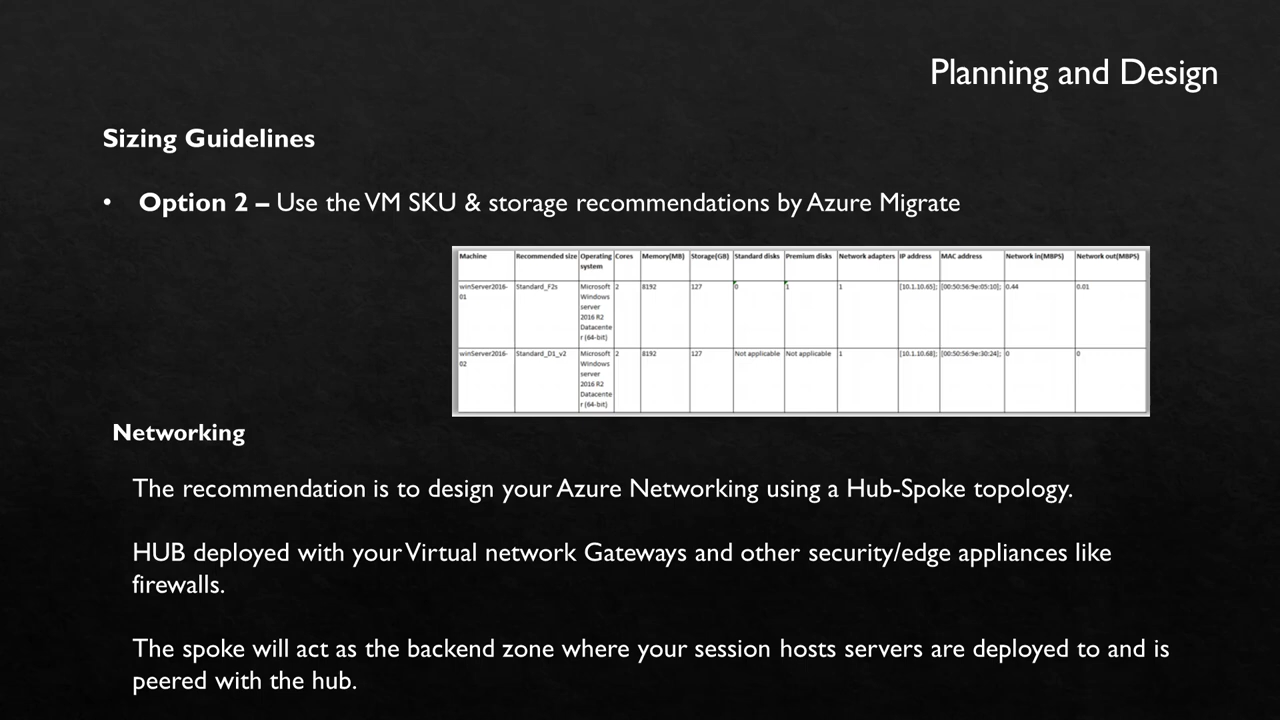 Planning and Design
Sizing Guidelines
• Option 2 – Use the VM SKU & storage recommendations by Azure Migrate
Machine Recommended size Operating system Cores Memory(MB) Storage(GB) Standard disks Premium disks Network adapters IP address MAC address Network in(MBPS) Network out(MBPS)
winServer2016-01 Standard_F2s Microsoft Windows server 2016 R2 Datacenter (64-bit) 2 8192 127 0 1 1 [10.1.10.65]; [00:50:56:9e:05:10]; 0.44 0.01
winServer2016-02 Standard_D1_v2 Microsoft Windows server 2016 R2 Datacenter (64-bit) 2 8192 127 Not applicable Not applicable 1 [10.1.10.68]; [00:50:56:9e:30:24]; 0 0
Networking
The recommendation is to design your Azure Networking using a Hub-Spoke topology.
HUB deployed with your Virtual network Gateways and other security/edge appliances like
firewalls.
The spoke will act as the backend zone where your session hosts servers are deployed to and is
peered with the hub.